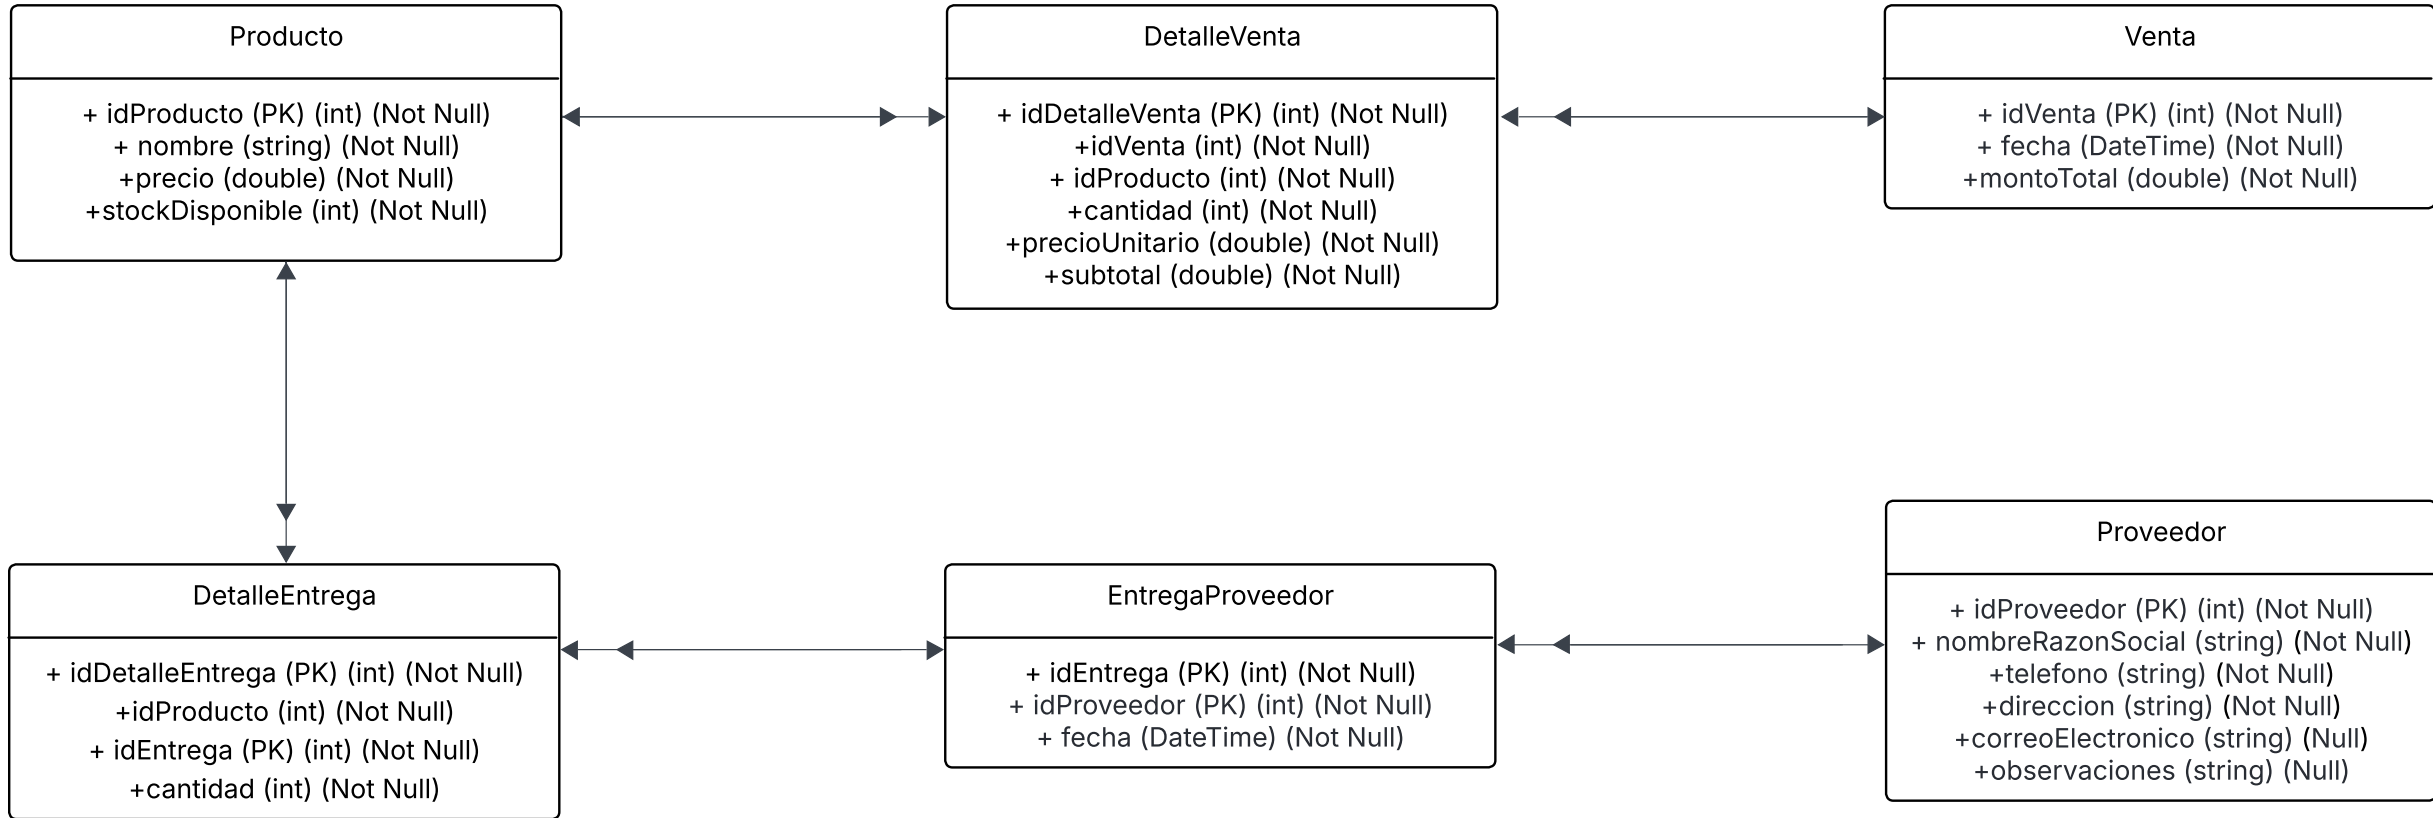 Producto
+ idProducto (PK) (int) (Not Null)
+ nombre (string) (Not Null)
+precio (double) (Not Null)
+stockDisponible (int) (Not Null)
DetalleVenta
+ idDetalleVenta (PK) (int) (Not Null)
+idVenta (int) (Not Null)
+ idProducto (int) (Not Null)
+cantidad (int) (Not Null)
+precioUnitario (double) (Not Null)
+subtotal (double) (Not Null)
Venta
+ idVenta (PK) (int) (Not Null)
+ fecha (DateTime) (Not Null)
+montoTotal (double) (Not Null)
DetalleEntrega
+ idDetalleEntrega (PK) (int) (Not Null)
+idProducto (int) (Not Null)
+ idEntrega (PK) (int) (Not Null)
+cantidad (int) (Not Null)
EntregaProveedor
+ idEntrega (PK) (int) (Not Null)
+ idProveedor (PK) (int) (Not Null)
+ fecha (DateTime) (Not Null)
Proveedor
+ idProveedor (PK) (int) (Not Null)
+ nombreRazonSocial (string) (Not Null)
+telefono (string) (Not Null)
+direccion (string) (Not Null)
+correoElectronico (string) (Null)
+observaciones (string) (Null)